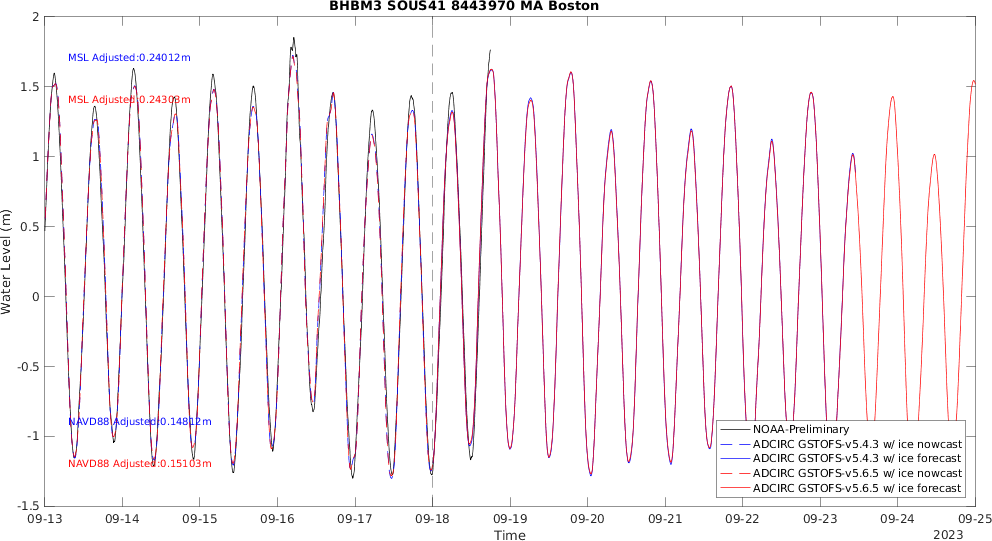 BHBM3 SOUS41 8443970 MA Boston
Water Level (m)
2
1.5
1
0.5
0
-0.5
-1
-1.5
MSL Adjusted:0.24012m
MSL Adjusted:0.24303m
NAVD88 Adjusted:0.14812m
NAVD88 Adjusted:0.15103m
NOAA-Preliminary
ADCIRC GSTOFS-v5.4.3 w/ ice nowcast
ADCIRC GSTOFS-v5.4.3 w/ ice forecast
ADCIRC GSTOFS-v5.6.5 w/ ice nowcast
ADCIRC GSTOFS-v5.6.5 w/ ice forecast
09-13 09-14 09-15 09-16 09-17 09-18 09-19 09-20 09-21 09-22 09-23 09-24 09-25
Time
2023